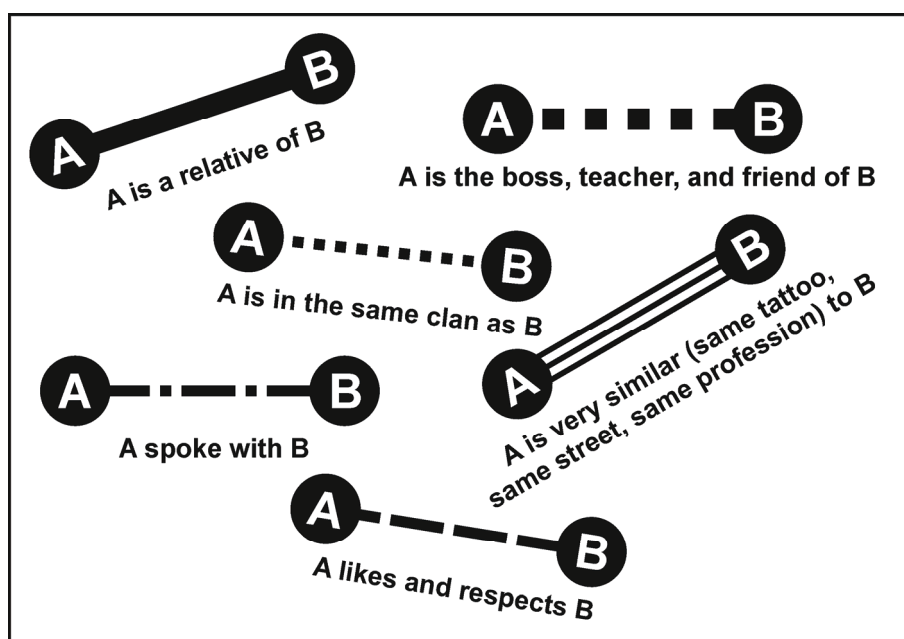 A B
A is a relative of B
A B
A is the boss, teacher, and friend of B
A B
A is in the same clan as B
A B
A is very similar (same tattoo,
same street, same profession) to B
A B
A spoke with B
A B
A likes and respects B